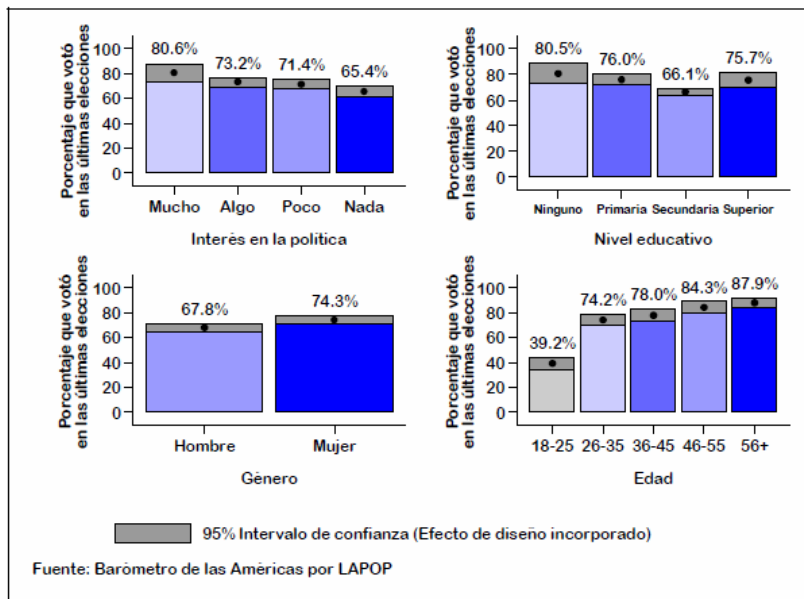 Porcentaje que votó
en las últimas elecciones
100
80
60
40
20
0
80.6%
73.2%
71.4%
65.4%
Mucho
Algo
Poco
Nada
Interès en la política
Porcentaje que votó
en las últimas elecciones
100
80
60
40
20
0
80.5%
76.0%
66.1%
75.7%
Ninguno
Primaria
Secundaria
Superior
Nivel educativo
Porcentaje que votó
en las últimas elecciones
100
80
60
40
20
0
67.8%
74.3%
Hombre
Mujer
Gènero
Porcentaje que votó
en las últimas elecciones
100
80
60
40
20
0
39.2%
74.2%
78.0%
84.3%
87.9%
18-25
26-35
36-45
46-55
56+
Edad
95% Intervalo de confianza (Efecto de diseño incorporado)
Fuente: Baròmetro de las Amèricas por LAPOP